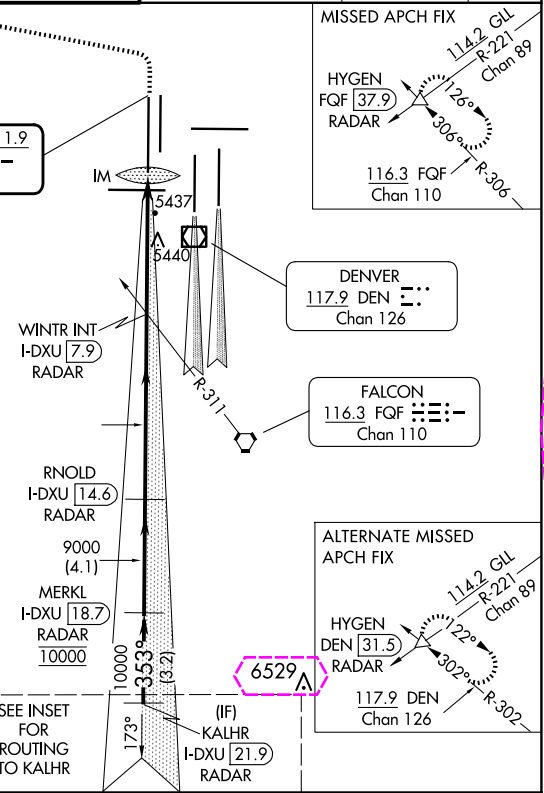 MISSED APCH FIX
114.2 GLL
R-221
Chan 89
HYGEN
FQF 37.9
RADAR
126°
306°
116.3 FQF
Chan 110
R-306
1.9
IM
5437
5440
DENVER
117.9 DEN
Chan 126
WINTR INT
I-DXU 7.9
RADAR
R-311
FALCON
116.3 FQF
Chan 110
RNOLD
I-DXU 14.6
RADAR
9000
(4.1)
MERKL
I-DXU 18.7
RADAR
10000
10000
353°
(3.2)
173°
6529
SEE INSET
FOR
ROUTING
TO KALHR
(IF)
KALHR
I-DXU 21.9
RADAR
ALTERNATE MISSED
APCH FIX
114.2 GLL
R-221
Chan 89
HYGEN
DEN 31.5
RADAR
122°
302°
117.9 DEN
Chan 126
R-302